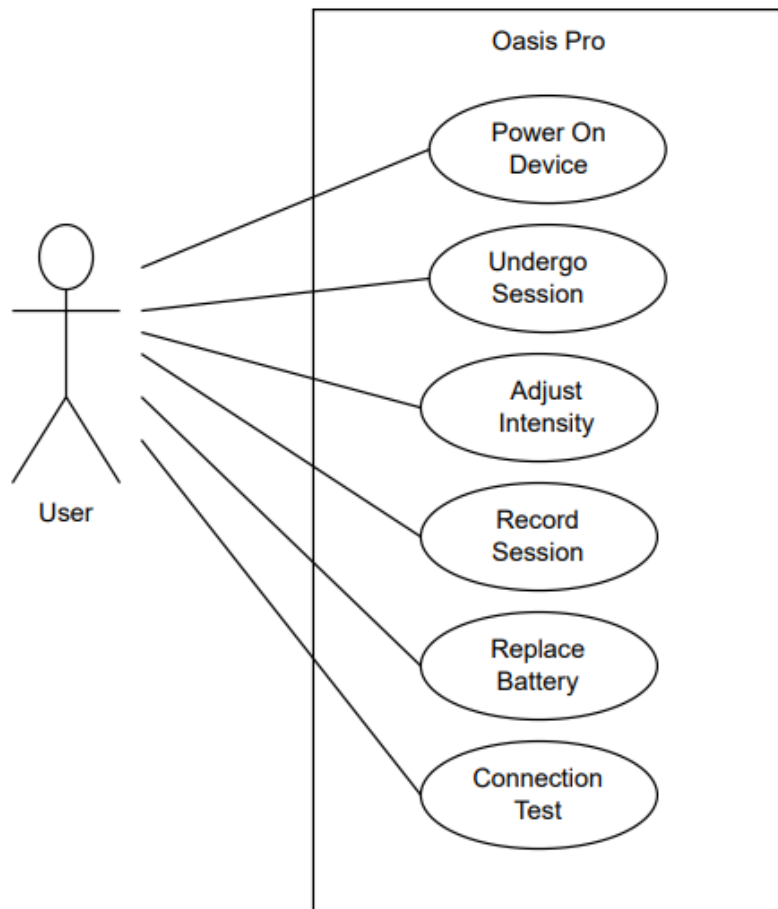 Oasis Pro
Power On
Device
Undergo
Session
Adjust
Intensity
User
Record
Session
Replace
Battery
Connection
Test